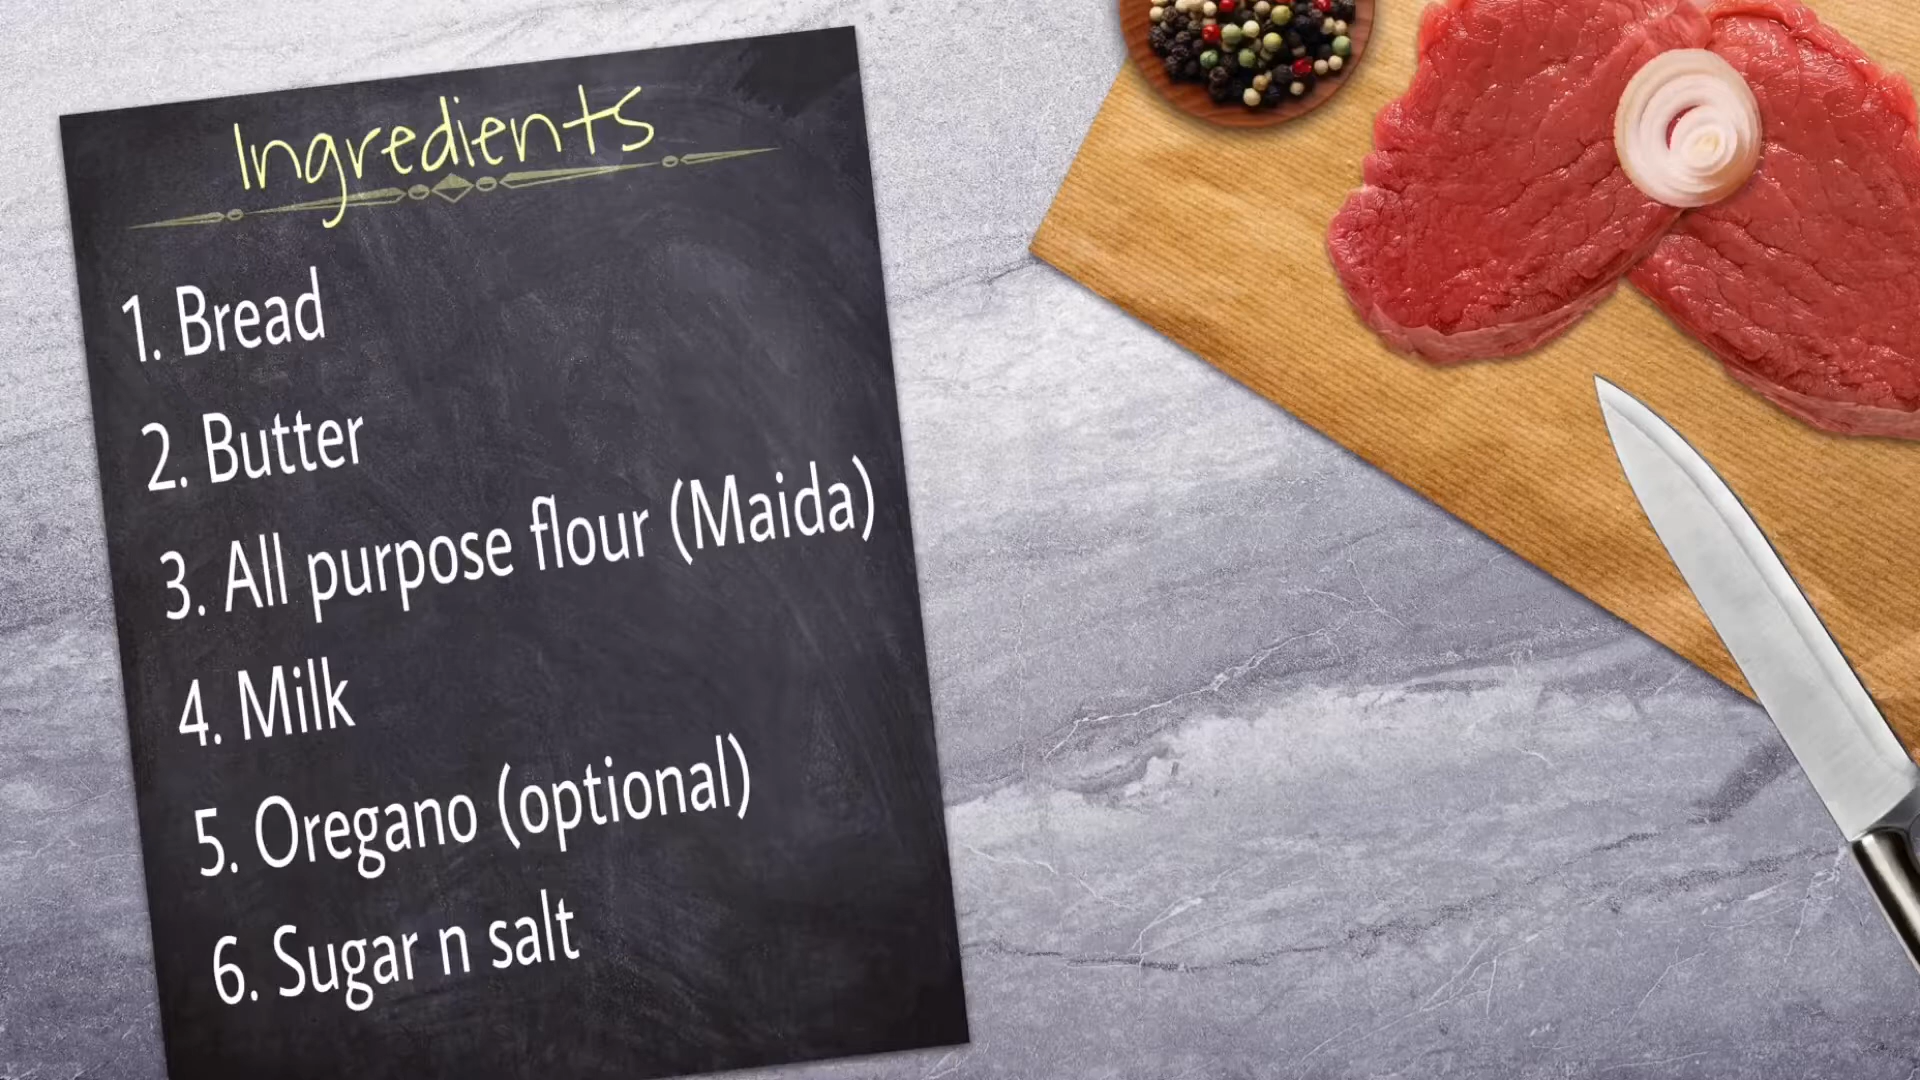 Ingredients
1. Bread
2. Butter
3. All purpose flour (Maida)
4. Milk
5. Oregano (optional)
6. Sugar n salt